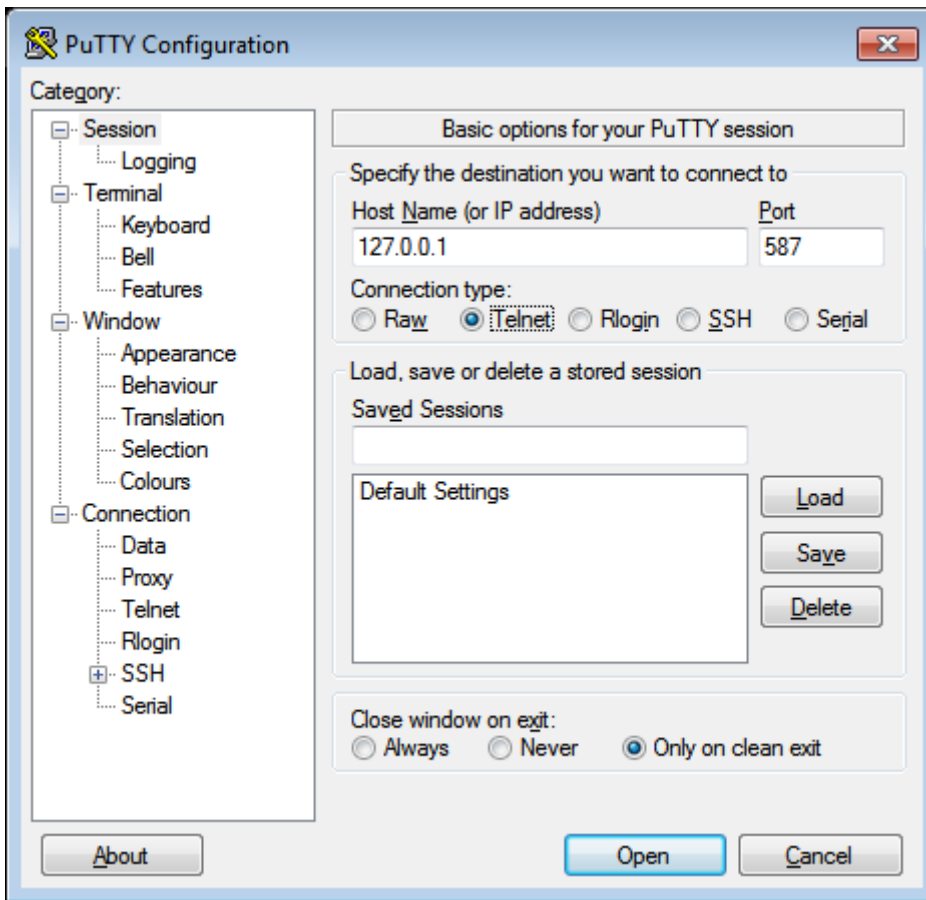 PuTTY Configuration
Category:
Session
Logging
Terminal
Keyboard
Bell
Features
Window
Appearance
Behaviour
Translation
Selection
Colours
Connection
Data
Proxy
Telnet
Rlogin
SSH
Serial
Basic options for your PuTTY session
Specify the destination you want to connect to
Host Name (or IP address) Port
127.0.0.1 587
Connection type:
Raw Telnet Rlogin SSH Serial
Load, save or delete a stored session
Saved Sessions
Default Settings
Load
Save
Delete
Close window on exit:
Always Never Only on clean exit
About Open Cancel